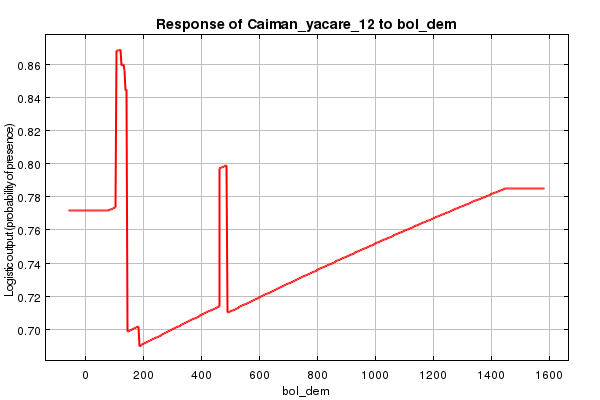 Response of Caiman_yacare_12 to bol_dem
Logistic output (probability of presence)
0.86
0.84
0.82
0.80
0.78
0.76
0.74
0.72
0.70
0 200 400 600 800 1000 1200 1400 1600
bol_dem